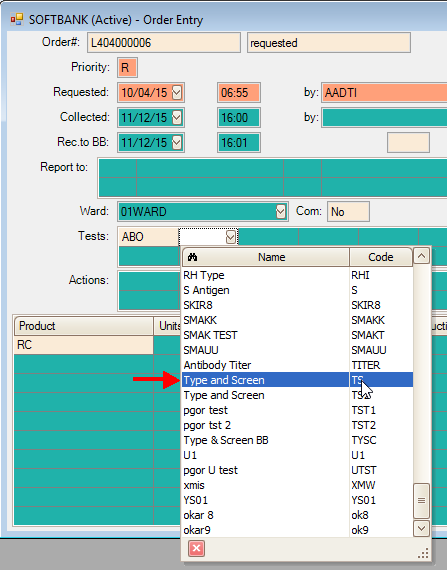 SOFTBANK (Active) - Order Entry
Order#: L404000006 requested
Priority: R
Requested: 10/04/15 06:55 by: AADTI
Collected: 11/12/15 16:00 by:
Rec.to BB: 11/12/15 16:01
Report to:
Ward: 01WARD Com: No
Tests: ABO
Name Code
RH Type RHI
S Antigen S
SKIR8 SKIR8
SMAKK SMAKK
SMAK TEST SMAKT
SMAUU SMAUU
Antibody Titer TITER
Type and Screen TS
Type and Screen
pgor test TST1
pgor tst 2 TST2
Type & Screen BB TYSC
U1 U1
pgor U test UTST
xmis XMW
YS01 YS01
okar 8 ok8
okar9 ok9
Actions:
Product Units
RC